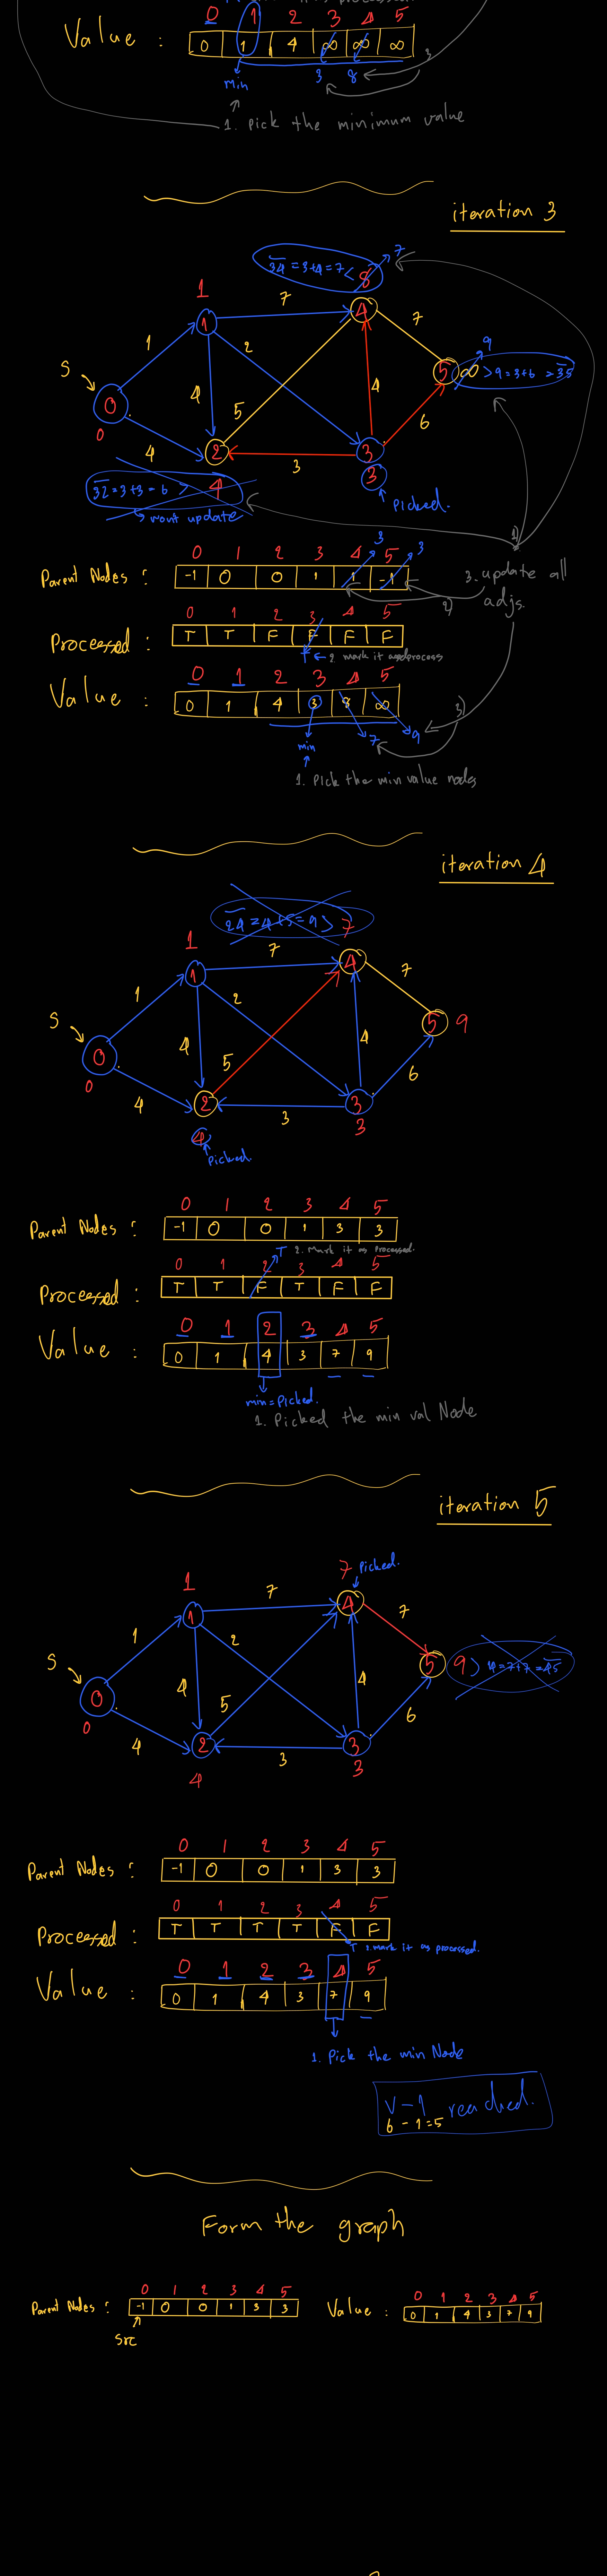 Value : 0 1 2 3 4 5
0 1 4 ∞ ∞ ∞
min 3 8 3
1. Pick the minimum value
iteration 3
34 = 3+4 = 7 < 8 7
1 7 4 7
1 2 9
S 1 4 5 4 5 ∞ > 9 = 3+6 = 35
0 6
0 4 2 3 3
32 = 3+3 = 6 > 4 3
↳ wont update Picked.
1)
0 1 2 3 4 5 3 3
Parent Nodes : -1 0 0 1 1 -1
3. update all
adjs.
2)
0 1 2 3 4 5
Processed : T T F F F F
T ← 2. mark it as process
0 1 2 3 4 5
Value : 0 1 4 3 8 ∞
3)
min 7 9
1. Pick the min value nodes
iteration 4
24 = 4+5 = 9 > 7
1 7 4 7
1 2
S 1 4 5 4 5 9
0 6
0 4 2 3 3
4 3
Picked.
0 1 2 3 4 5
Parent Nodes : -1 0 0 1 3 3
T 2. Mark it as processed.
0 1 2 3 4 5
Processed : T T F T F F
0 1 2 3 4 5
Value : 0 1 4 3 7 9
min = Picked.
1. Picked the min val Node
iteration 5
7 Picked.
1 7 4 7
1 2
S 1 4 5 4 5 9 > 14 = 7+7 = 45
0 6
0 4 2 3 3
4 3
0 1 2 3 4 5
Parent Nodes : -1 0 0 1 3 3
0 1 2 3 4 5
Processed : T T T T F F
T 2 mark it as processed.
0 1 2 3 4 5
Value : 0 1 4 3 7 9
1. Pick the min Node
V-1 reached.
6-1=5
Form the graph
0 1 2 3 4 5
Parent Nodes : -1 0 0 1 3 3
Src
0 1 2 3 4 5
Value : 0 1 4 3 7 9